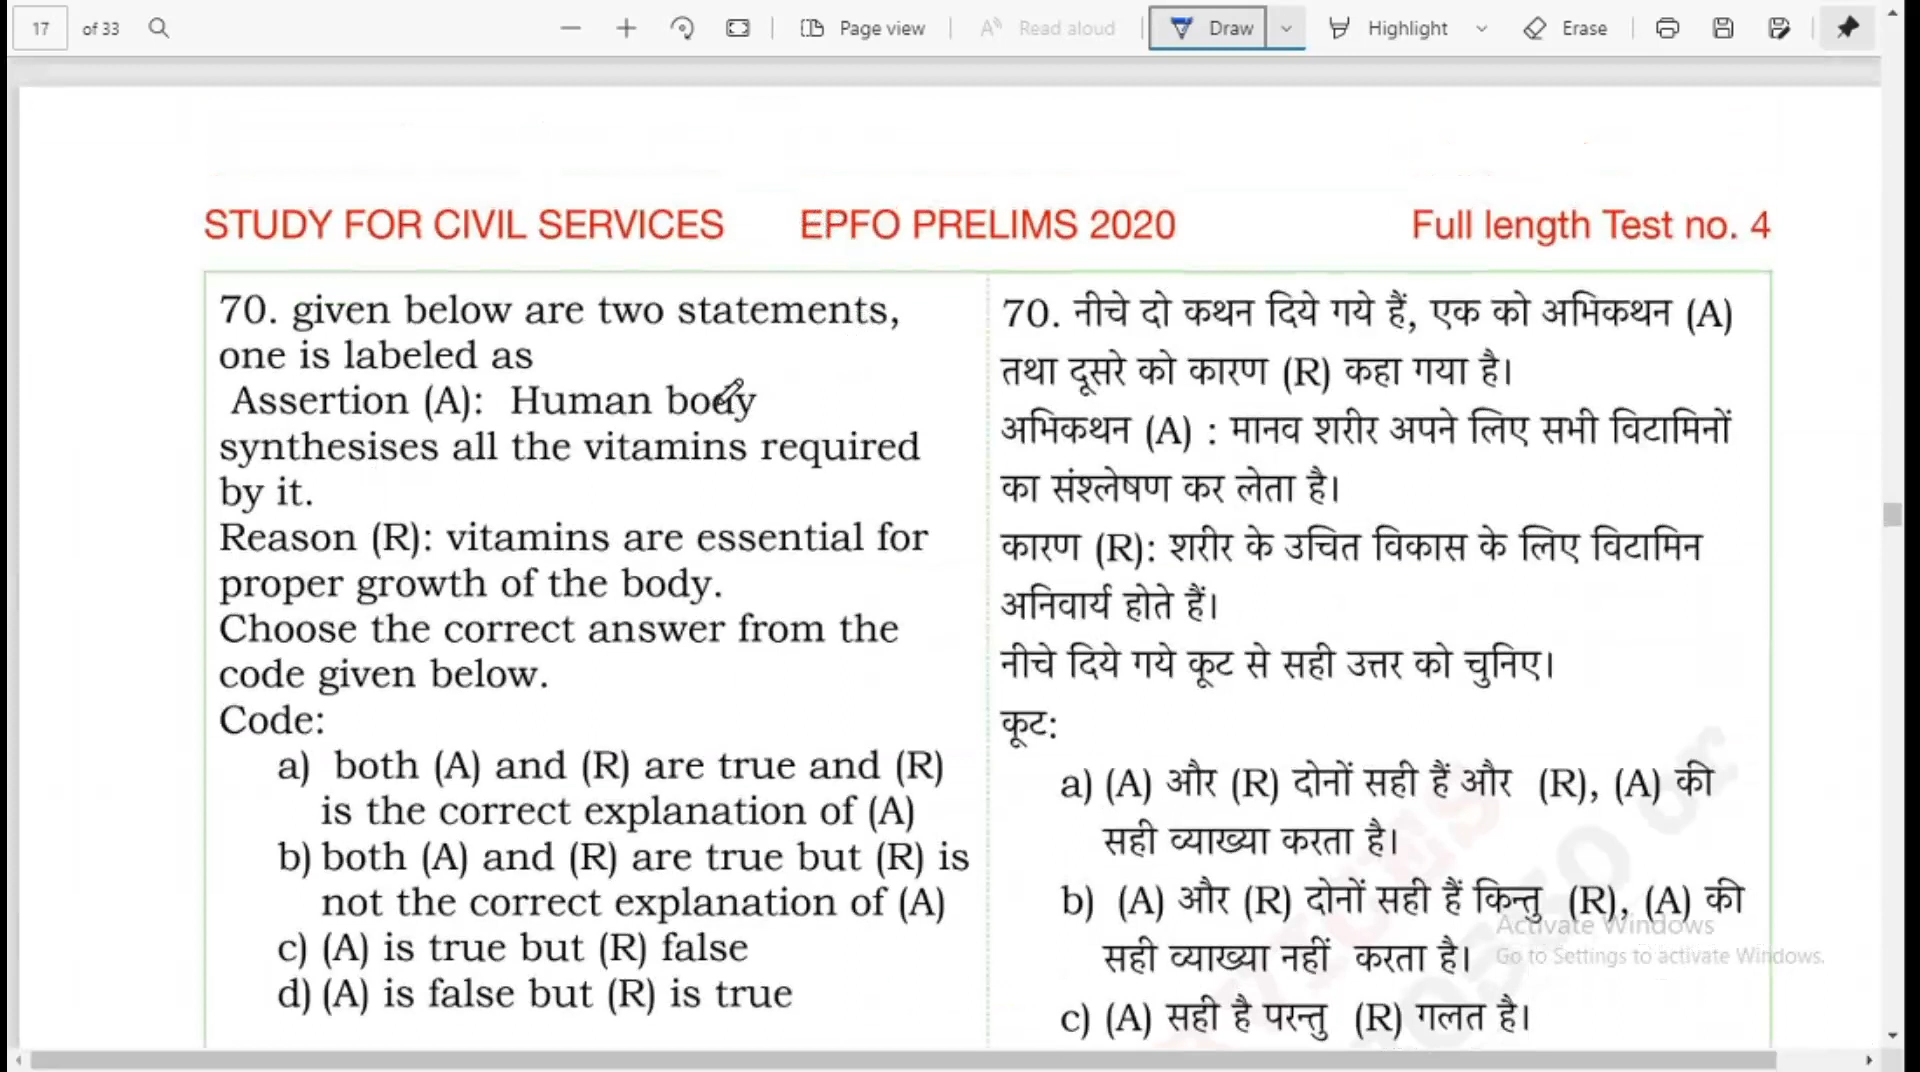 17 of 33 Page view Read aloud Draw Highlight Erase
STUDY FOR CIVIL SERVICES EPFO PRELIMS 2020 Full length Test no. 4
70. given below are two statements,
one is labeled as
Assertion (A): Human body
synthesises all the vitamins required
by it.
Reason (R): vitamins are essential for
proper growth of the body.
Choose the correct answer from the
code given below.
Code:
a) both (A) and (R) are true and (R)
is the correct explanation of (A)
b) both (A) and (R) are true but (R) is
not the correct explanation of (A)
c) (A) is true but (R) false
d) (A) is false but (R) is true
70. नीचे दो कथन दिये गये हैं, एक को अभिकथन (A)
तथा दूसरे को कारण (R) कहा गया है।
अभिकथन (A) : मानव शरीर अपने लिए सभी विटामिनों
का संश्लेषण कर लेता है।
कारण (R): शरीर के उचित विकास के लिए विटामिन
अनिवार्य होते हैं।
नीचे दिये गये कूट से सही उत्तर को चुनिए।
कूट:
a) (A) और (R) दोनों सही हैं और (R), (A) की
सही व्याख्या करता है।
b) (A) और (R) दोनों सही हैं किन्तु (R), (A) की
सही व्याख्या नहीं करता है।
c) (A) सही है परन्तु (R) गलत है।
Activate Windows
Go to Settings to activate Windows.